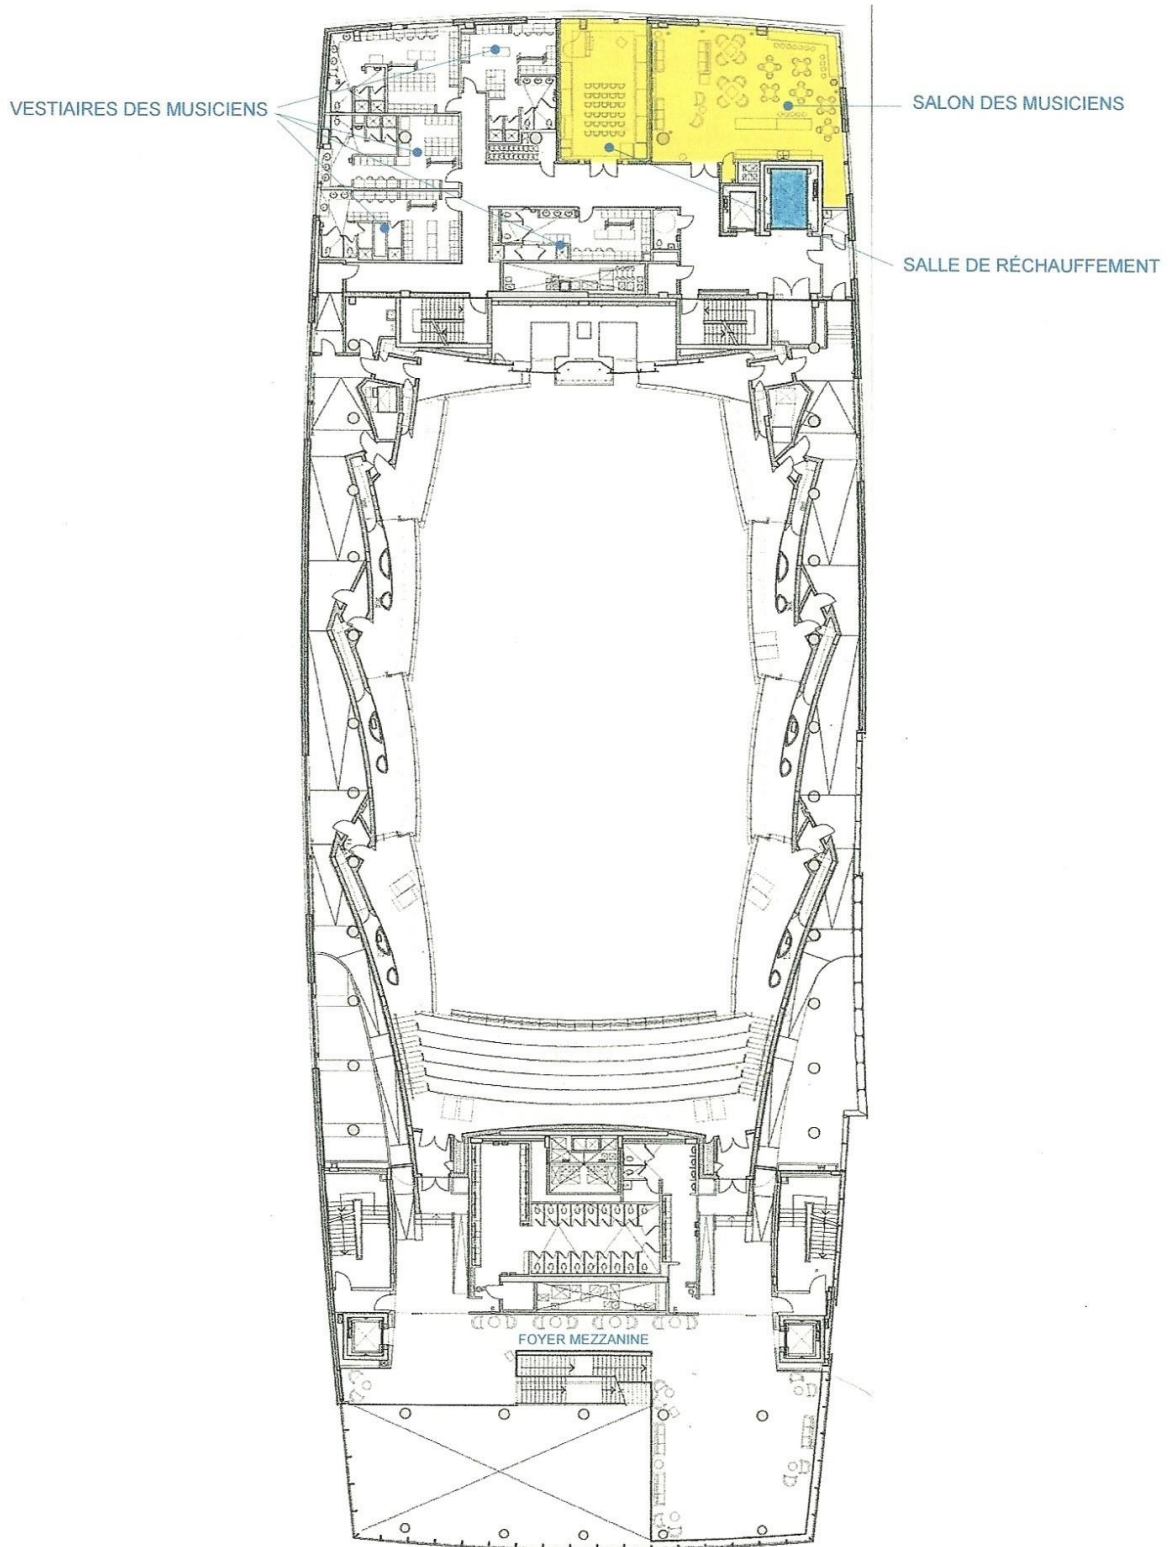 VESTIAIRES DES MUSICIENS
SALON DES MUSICIENS
SALLE DE RÉCHAUFFEMENT
FOYER MEZZANINE